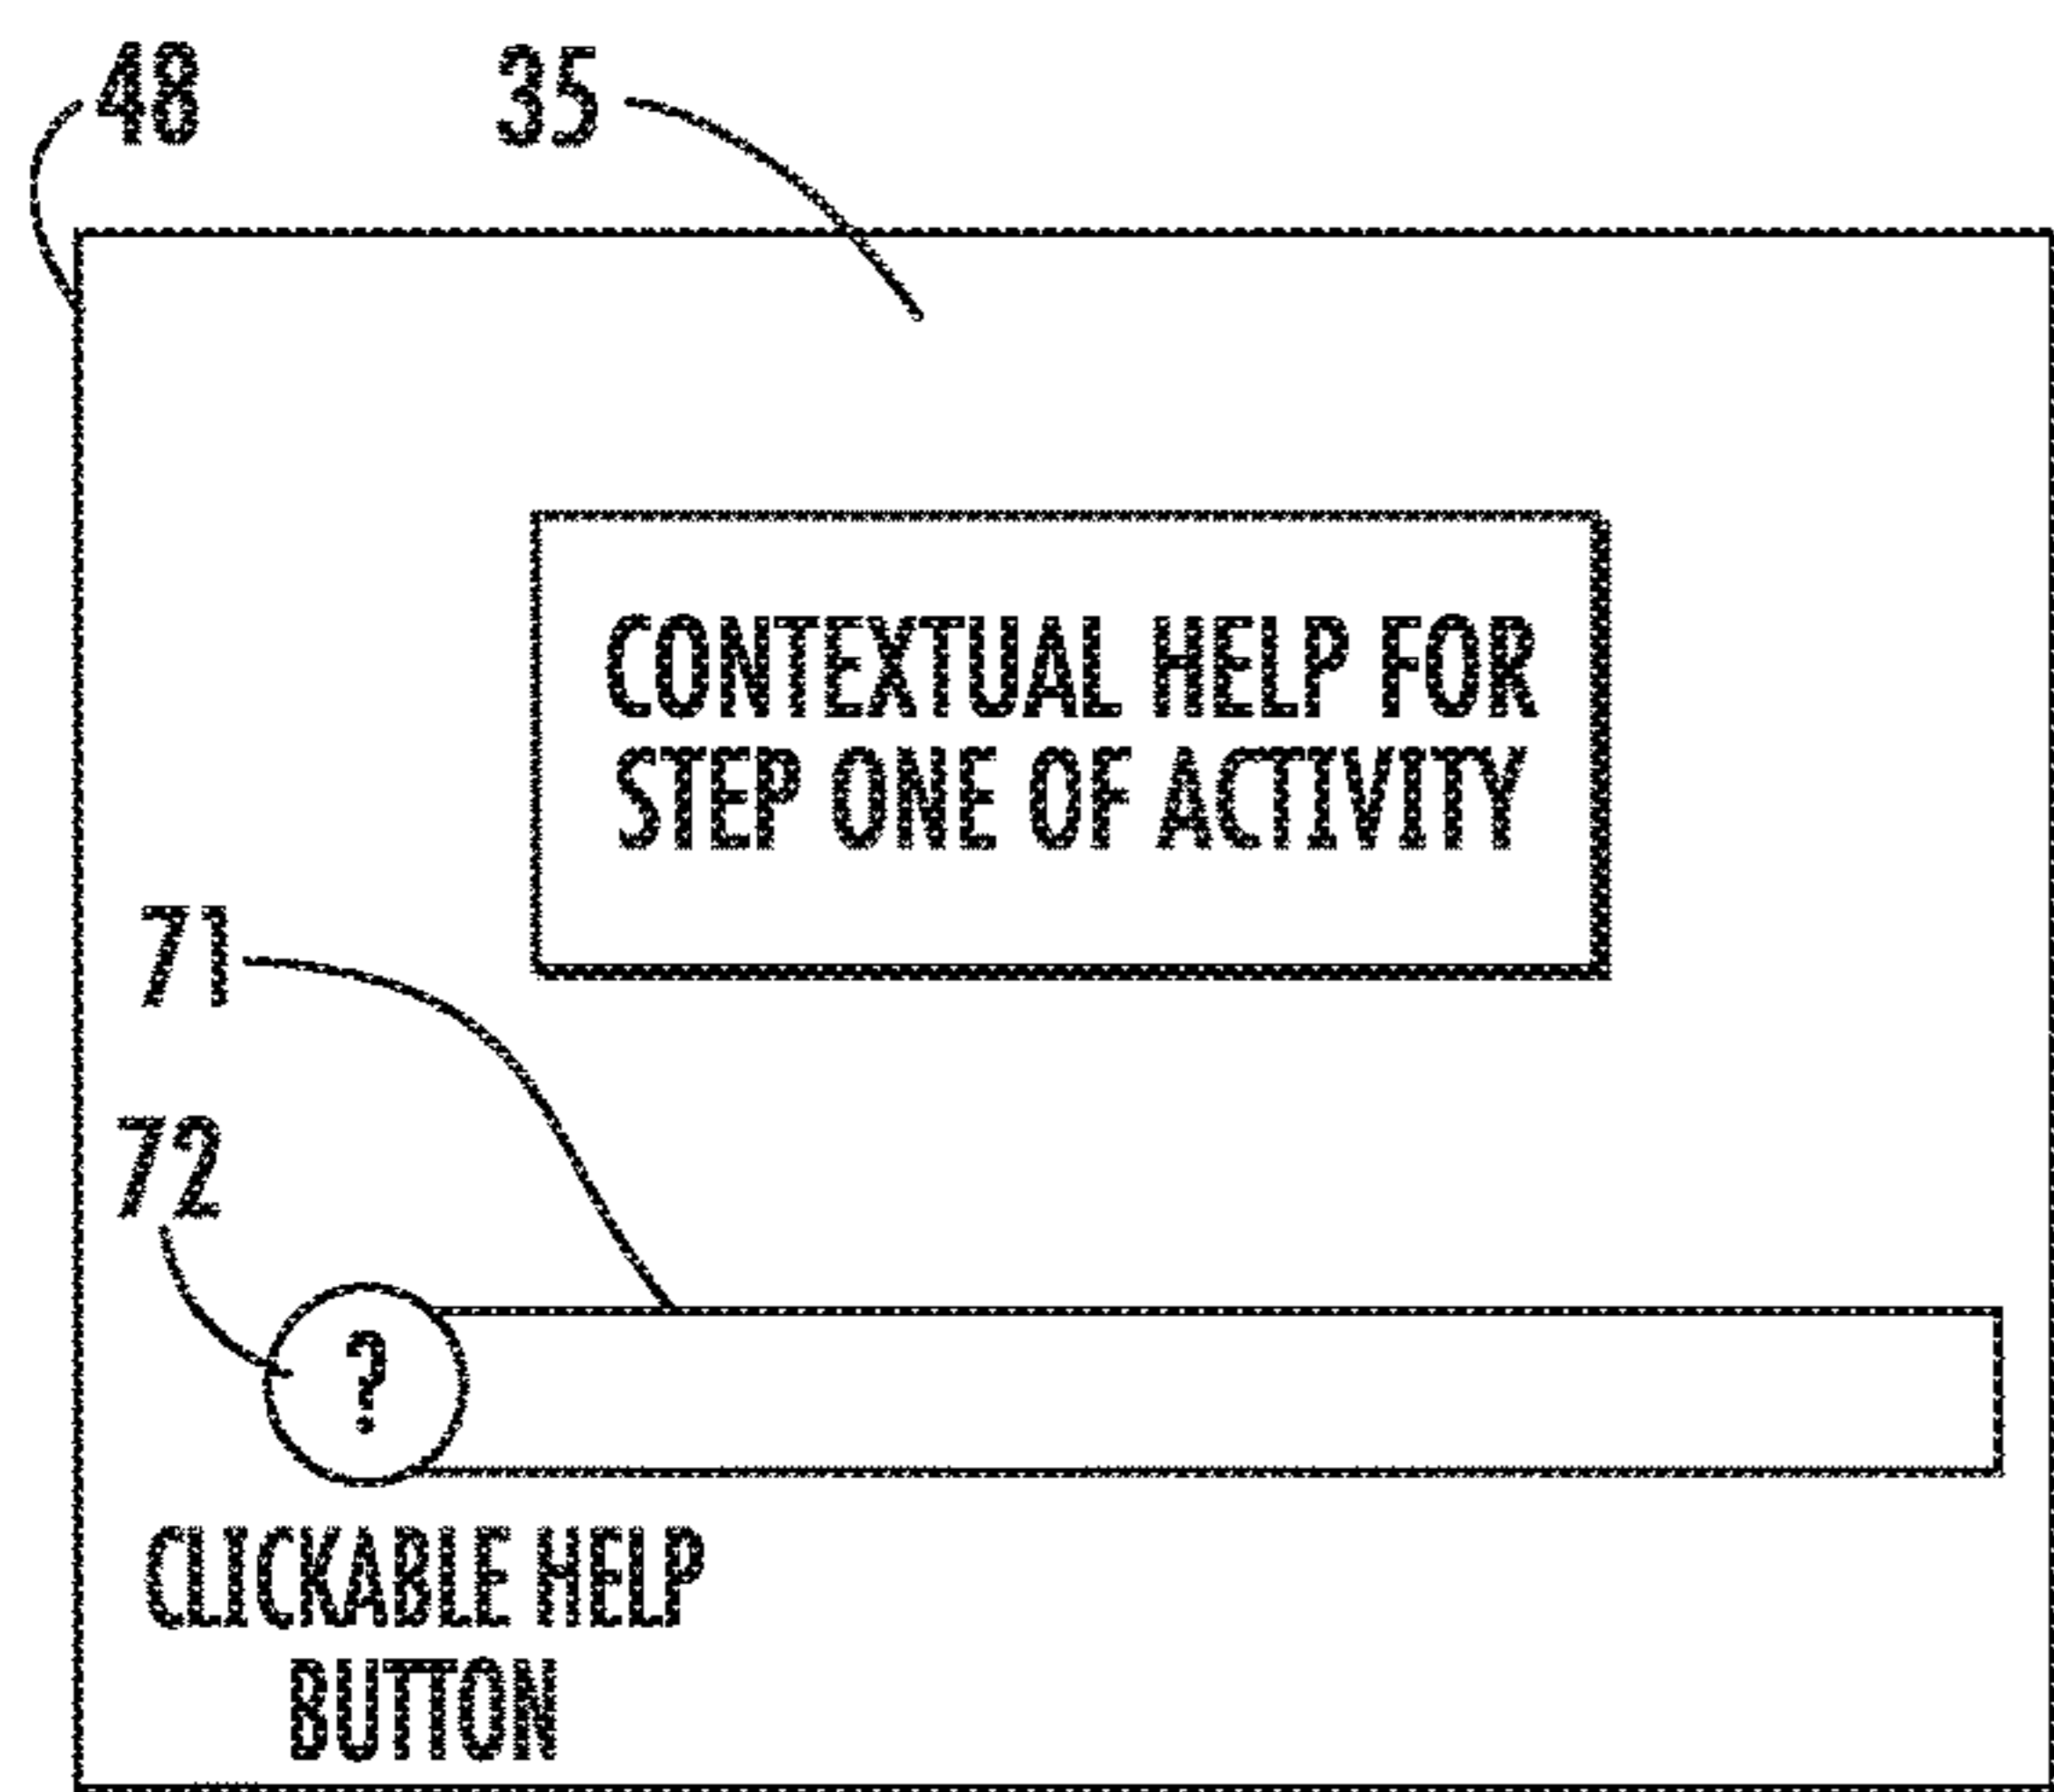 48
35
CONTEXTUAL HELP FOR
STEP ONE OF ACTIVITY
71
72
?
CLICKABLE HELP
BUTTON